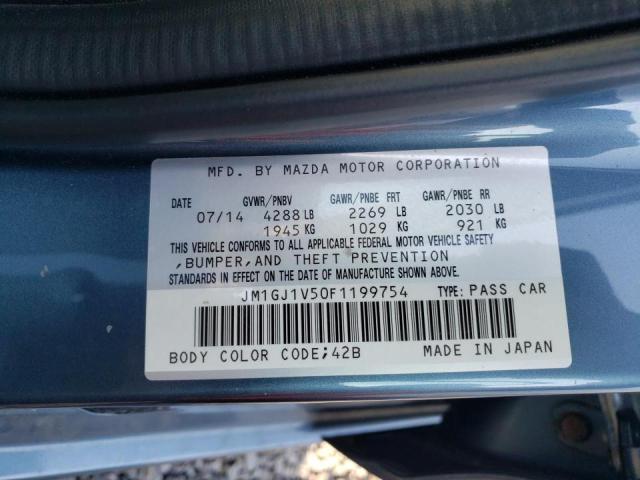 MFD. BY MAZDA MOTOR CORPORATION
DATE GVWR/PNBV GAWR/PNBE FRT GAWR/PNBE RR
07/14 4288 LB 2269 LB 2030 LB
1945 KG 1029 KG 921 KG
THIS VEHICLE CONFORMS TO ALL APPLICABLE FEDERAL MOTOR VEHICLE SAFETY
,BUMPER,AND THEFT PREVENTION
STANDARDS IN EFFECT ON THE DATE OF MANUFACTURE SHOWN ABOVE.
JM1GJ1V50F1199754 TYPE: PASS CAR
BODY COLOR CODE;42B MADE IN JAPAN